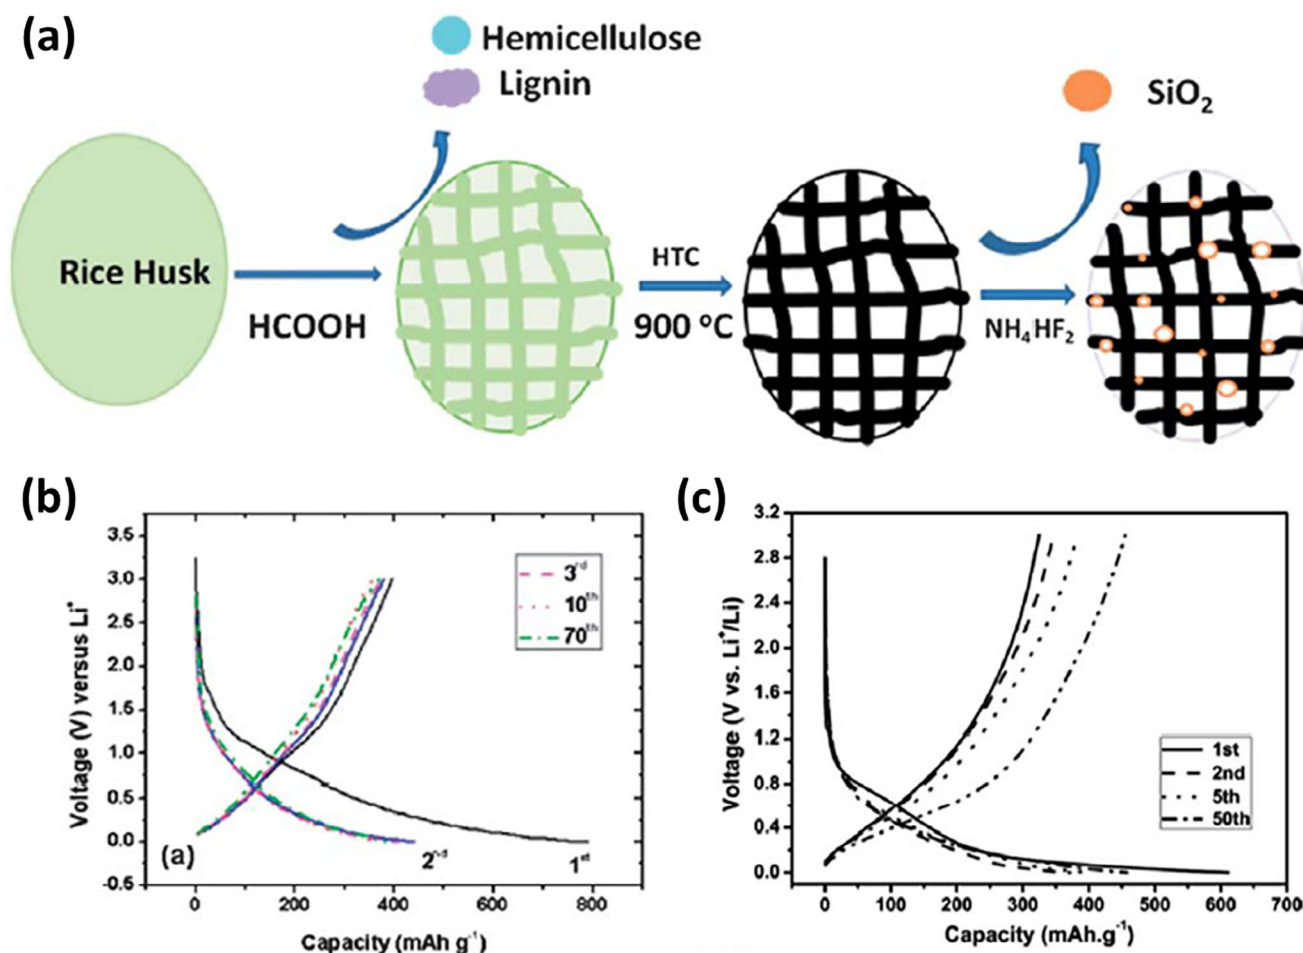 (a)
Hemicellulose
Lignin
SiO₂
Rice Husk
HCOOH
HTC
900 ºC
NH₄HF₂
(b)
Voltage (V) versus Li⁺
3.5
3.0
2.5
2.0
1.5
1.0
0.5
0.0
-0.5
3ʳᵈ
10ᵗʰ
70ᵗʰ
(a)
2ⁿᵈ
1ˢᵗ
0 200 400 600 800
Capacity (mAh g⁻¹)
(c)
Voltage (V vs. Li⁺/Li)
3.2
2.8
2.4
2.0
1.6
1.2
0.8
0.4
0.0
1st
2nd
5th
50th
0 100 200 300 400 500 600 700
Capacity (mAh.g⁻¹)